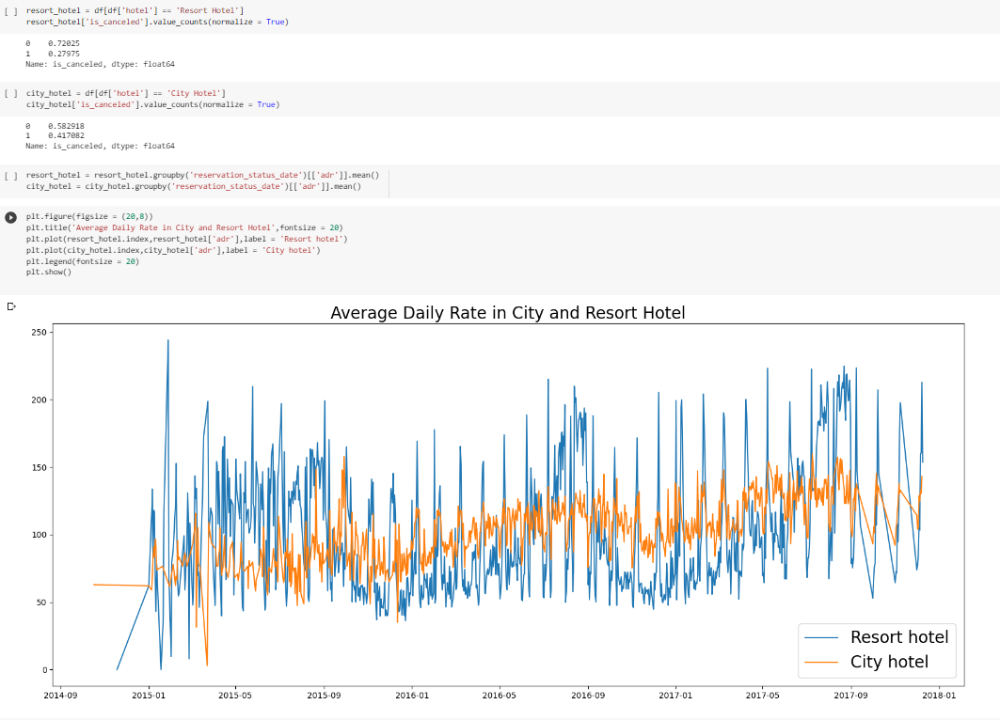 [ ] resort_hotel = df[df['hotel'] == 'Resort Hotel']
resort_hotel['is_canceled'].value_counts(normalize = True)
0 0.72025
1 0.27975
Name: is_canceled, dtype: float64
[ ] city_hotel = df[df['hotel'] == 'City Hotel']
city_hotel['is_canceled'].value_counts(normalize = True)
0 0.582918
1 0.417082
Name: is_canceled, dtype: float64
[ ] resort_hotel = resort_hotel.groupby('reservation_status_date')[['adr']].mean()
city_hotel = city_hotel.groupby('reservation_status_date')[['adr']].mean()
plt.figure(figsize = (20,8))
plt.title('Average Daily Rate in City and Resort Hotel',fontsize = 20)
plt.plot(resort_hotel.index,resort_hotel['adr'],label = 'Resort hotel')
plt.plot(city_hotel.index,city_hotel['adr'],label = 'City hotel')
plt.legend(fontsize = 20)
plt.show()
Average Daily Rate in City and Resort Hotel
250
200
150
100
50
0
Resort hotel
City hotel
2014-09 2015-01 2015-05 2015-09 2016-01 2016-05 2016-09 2017-01 2017-05 2017-09 2018-01